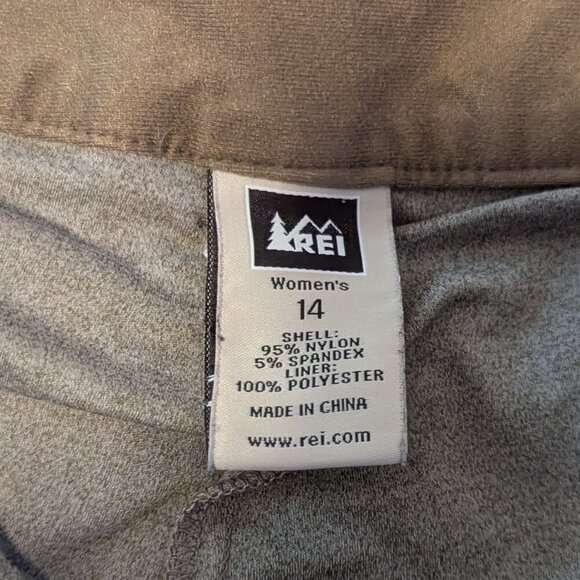 REI
Women's
14
SHELL:
95% NYLON
5% SPANDEX
LINER:
100% POLYESTER
MADE IN CHINA
www.rei.com